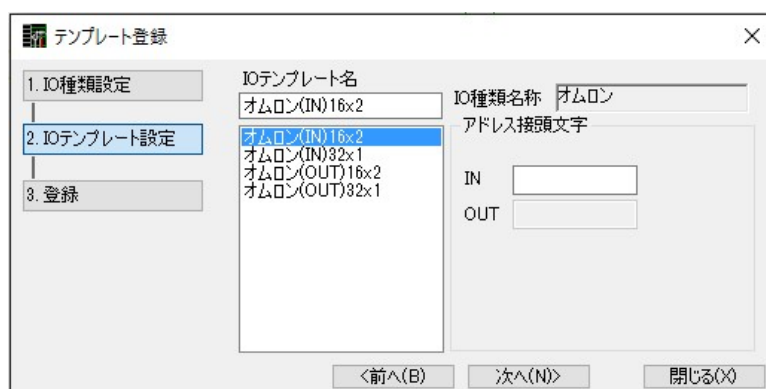 テンプレート登録
1. IO種類設定
2. IOテンプレート設定
3. 登録
IOテンプレート名
オムロン(IN)16x2
オムロン(IN)16x2
オムロン(IN)32x1
オムロン(OUT)16x2
オムロン(OUT)32x1
IO種類名称 オムロン
アドレス接頭文字
IN
OUT
<前へ(B)
次へ(N)>
閉じる(X)